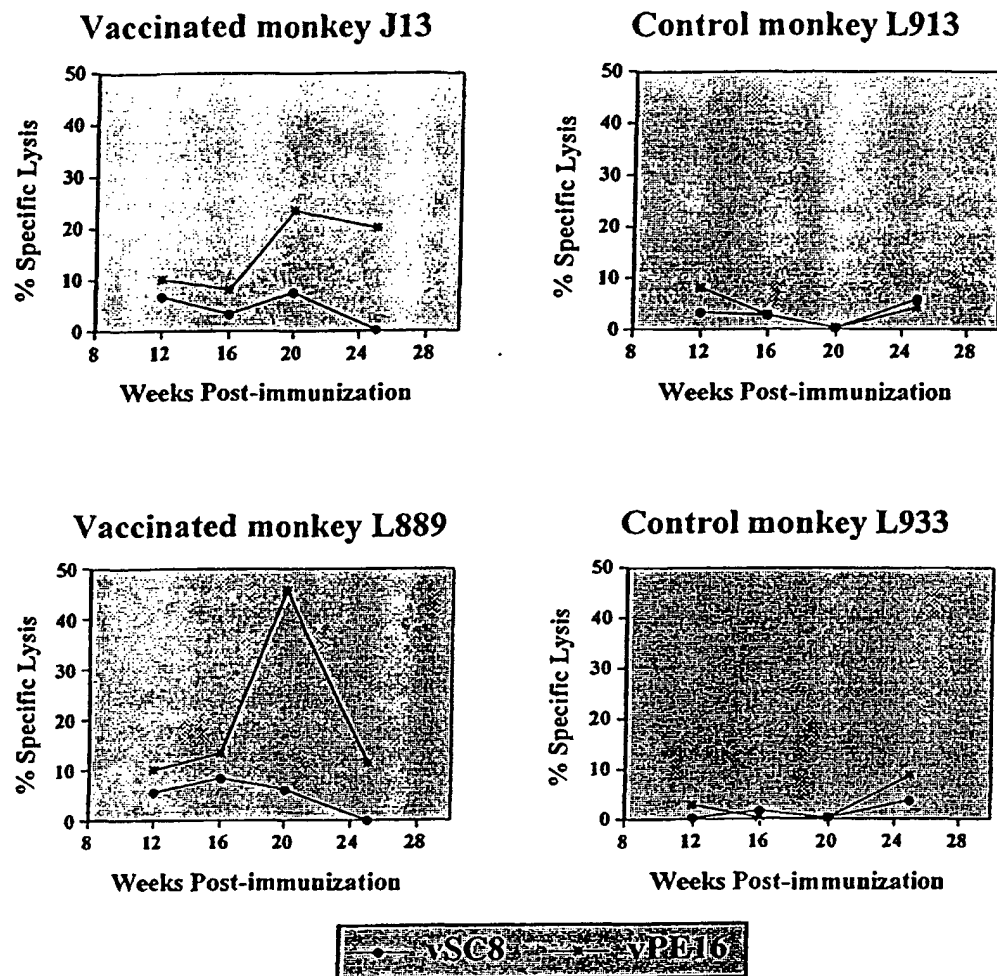 Vaccinated monkey J13
50
40
30
20
10
0
% Specific Lysis
8 12 16 20 24 28
Weeks Post-immunization
Control monkey L913
50
40
30
20
10
0
% Specific Lysis
8 12 16 20 24 28
Weeks Post-immunization
Vaccinated monkey L889
50
40
30
20
10
0
% Specific Lysis
8 12 16 20 24 28
Weeks Post-immunization
Control monkey L933
50
40
30
20
10
0
% Specific Lysis
8 12 16 20 24 28
Weeks Post-immunization
vSC8 vPE16